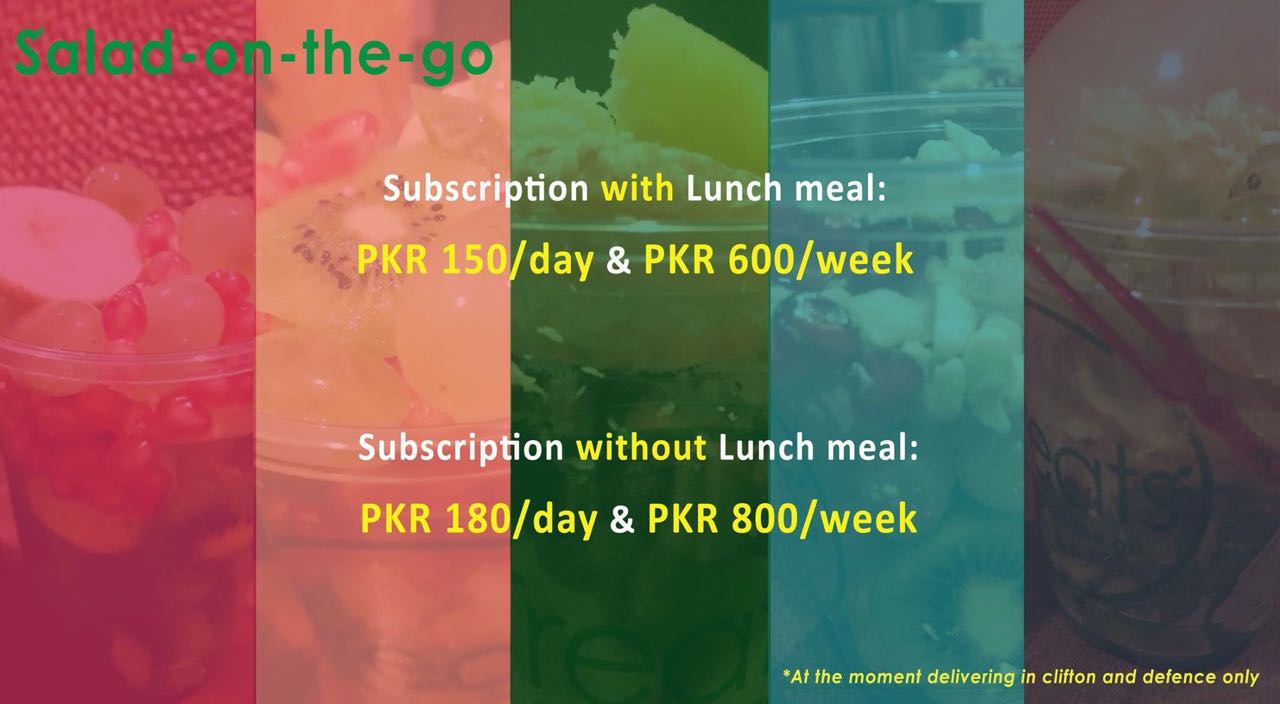 Salad-on-the-go
Subscription with Lunch meal:
PKR 150/day & PKR 600/week
Subscription without Lunch meal:
PKR 180/day & PKR 800/week
eats
*At the moment delivering in clifton and defence only